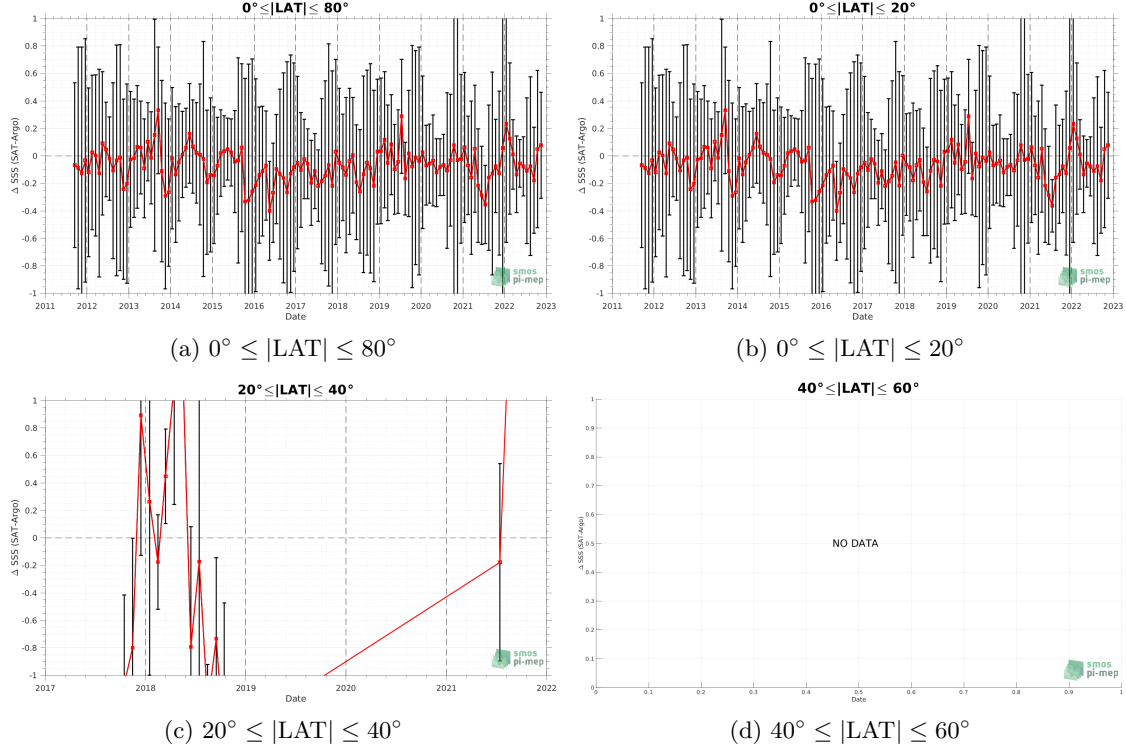 0°≤|LAT|≤ 80°
1
0.8
0.6
0.4
0.2
0
-0.2
-0.4
-0.6
-0.8
-1
Δ SSS (SAT-Argo)
2011 2012 2013 2014 2015 2016 2017 2018 2019 2020 2021 2022 2023
Date
smos
pi-mep
(a) 0° ≤ |LAT| ≤ 80°
0°≤|LAT|≤ 20°
1
0.8
0.6
0.4
0.2
0
-0.2
-0.4
-0.6
-0.8
-1
Δ SSS (SAT-Argo)
2011 2012 2013 2014 2015 2016 2017 2018 2019 2020 2021 2022 2023
Date
smos
pi-mep
(b) 0° ≤ |LAT| ≤ 20°
20°≤|LAT|≤ 40°
1
0.8
0.6
0.4
0.2
0
-0.2
-0.4
-0.6
-0.8
-1
Δ SSS (SAT-Argo)
2017 2018 2019 2020 2021 2022
Date
smos
pi-mep
(c) 20° ≤ |LAT| ≤ 40°
40°≤|LAT|≤ 60°
1
0.9
0.8
0.7
0.6
0.5
0.4
0.3
0.2
0.1
0
Δ SSS (SAT-Argo)
NO DATA
0 0.1 0.2 0.3 0.4 0.5 0.6 0.7 0.8 0.9 1
Date
smos
pi-mep
(d) 40° ≤ |LAT| ≤ 60°